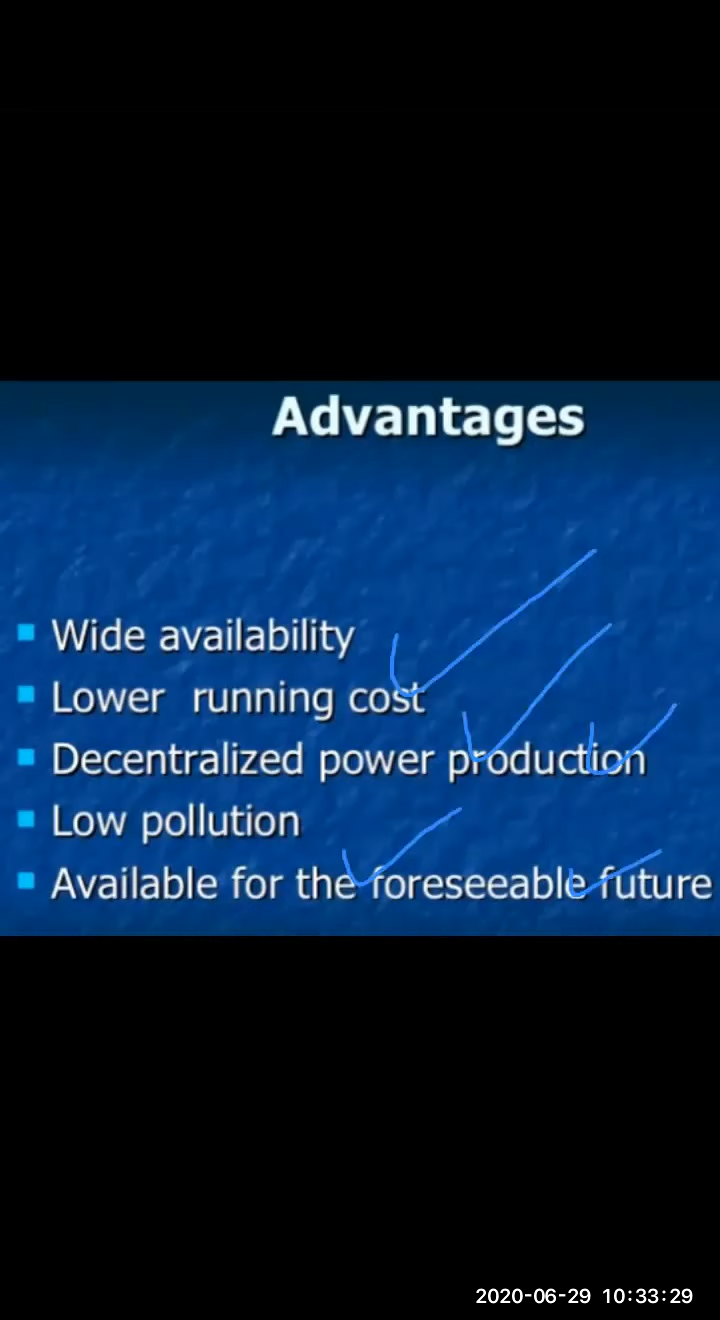 Advantages
Wide availability
Lower running cost
Decentralized power production
Low pollution
Available for the foreseeable future
2020-06-29 10:33:29